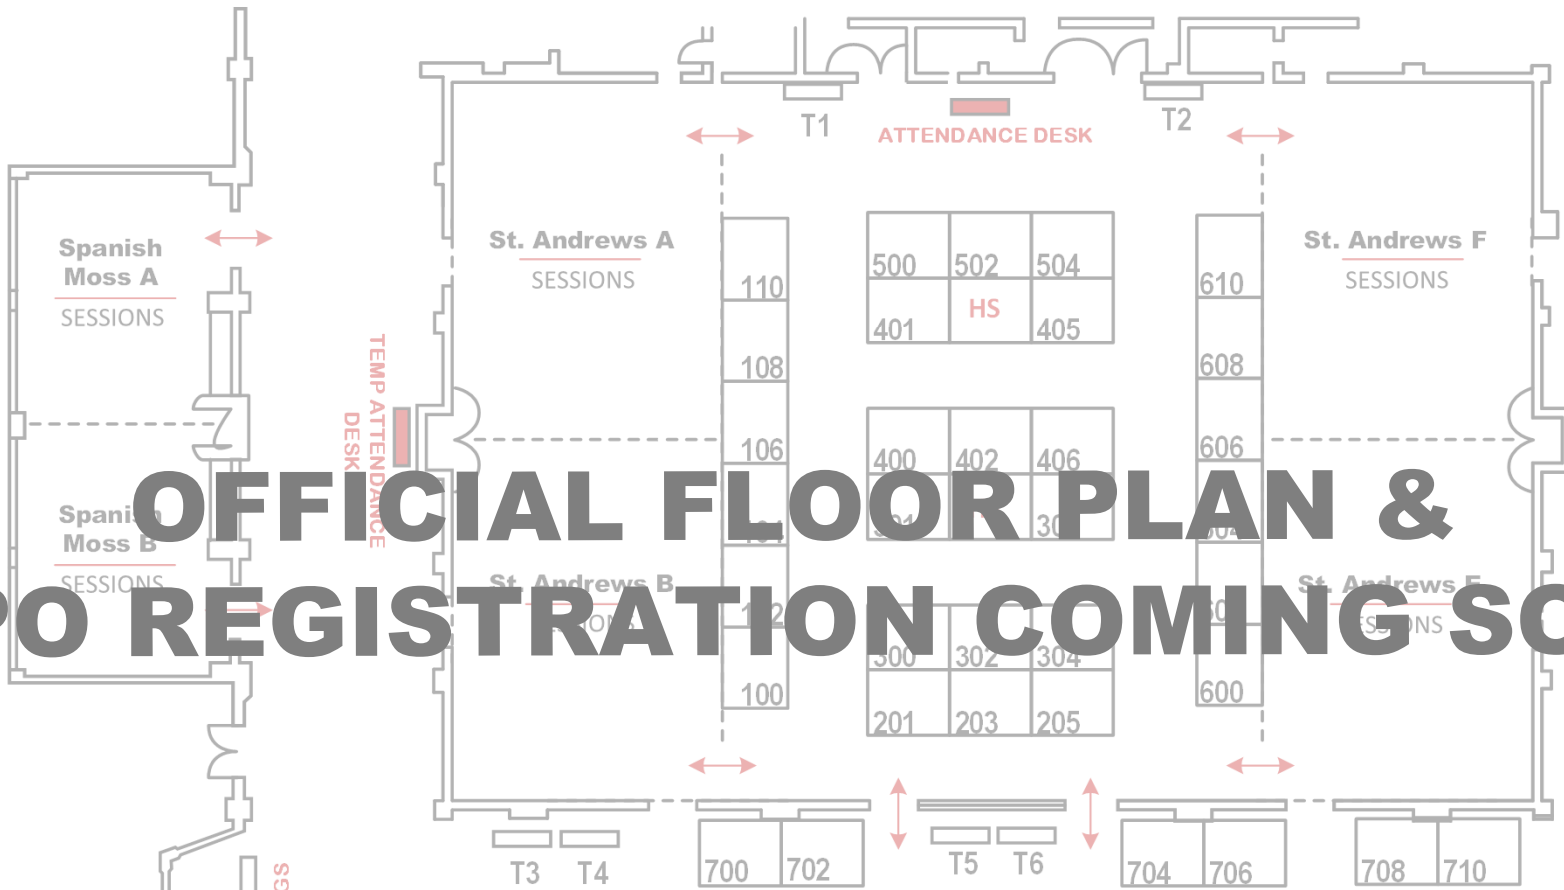 T1
T2
ATTENDANCE DESK
Spanish
Moss A
SESSIONS
St. Andrews A
SESSIONS
St. Andrews F
SESSIONS
110
500
502
504
610
401
HS
405
108
608
TEMP ATTENDANCE
DESK
106
400
402
406
606
OFFICIAL FLOOR PLAN &
Spanish
Moss B
SESSIONS
St. Andrews B
PO REGISTRATION COMING SO
300
302
304
100
600
201
203
205
T3
T4
700
702
T5
T6
704
706
708
710
GS